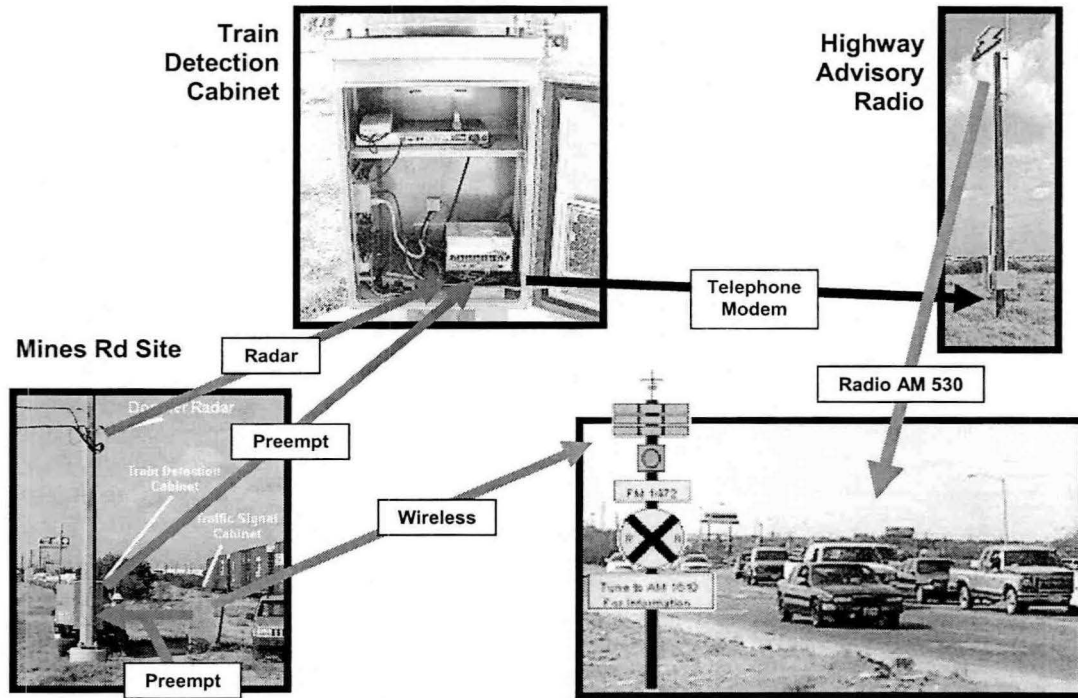 Train
Detection
Cabinet
Highway
Advisory
Radio
Telephone
Modem
Mines Rd Site
Radar
Radio AM 530
Doppler Radar
Preempt
Train Detection
Cabinet
Traffic Signal
Cabinet
Wireless
FM 1472
R R
Tune to AM
For Information
Preempt